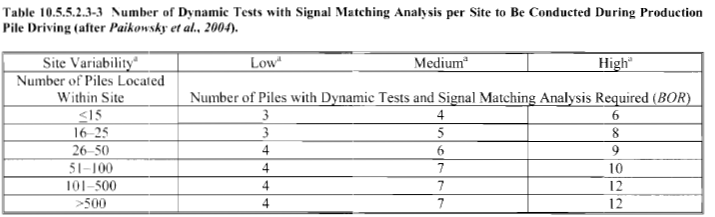 Table 10.5.5.2.3-3 Number of Dynamic Tests with Signal Matching Analysis per Site to Be Conducted During Production
Pile Driving (after Paikowsky et al., 2004).
Site Variabilityª Lowª Mediumª Highª
Number of Piles Located
Within Site Number of Piles with Dynamic Tests and Signal Matching Analysis Required (BOR)
≤15 3 4 6
16–25 3 5 8
26–50 4 6 9
51–100 4 7 10
101–500 4 7 12
>500 4 7 12